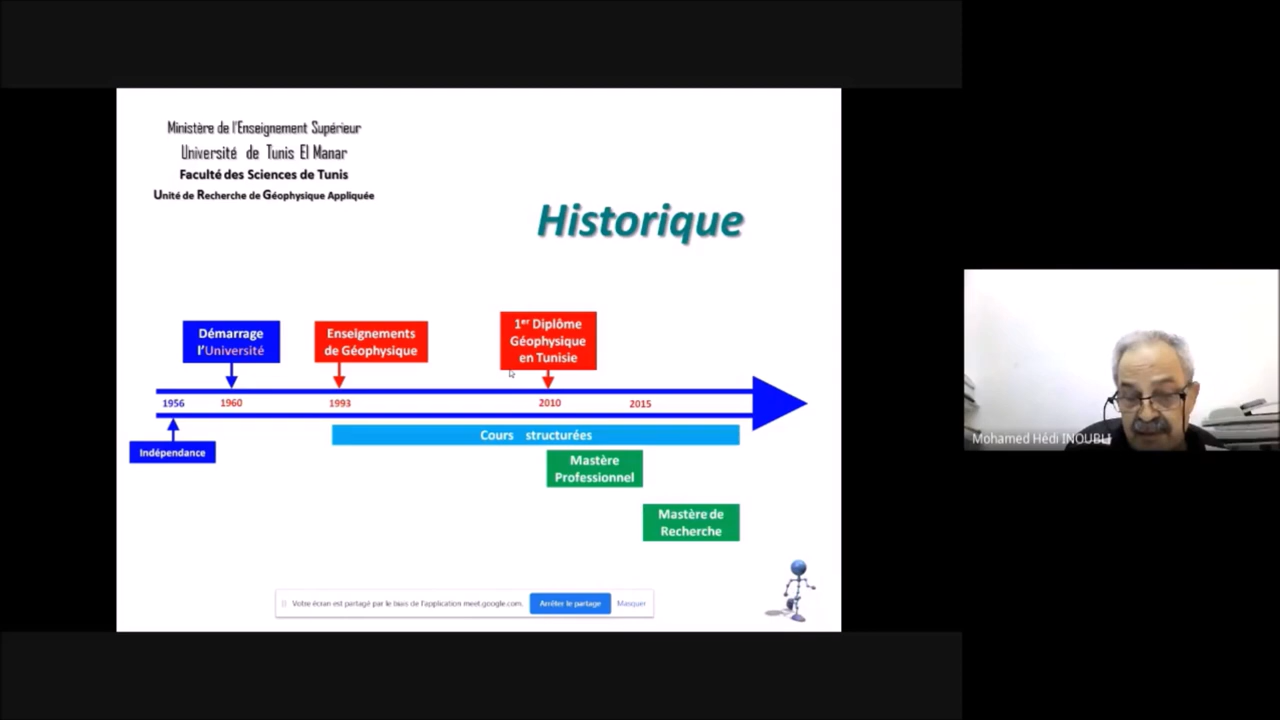 Ministère de l'Enseignement Supérieur
Université de Tunis El Manar
Faculté des Sciences de Tunis
Unité de Recherche de Géophysique Appliquée
Historique
Démarrage
l'Université
Enseignements
de Géophysique
1er Diplôme
Géophysique
en Tunisie
1956 1960 1993 2010 2015
Indépendance
Cours structurées
Mastère
Professionnel
Mastère de
Recherche
Votre écran est partagé par le biais de l'application meet.google.com. Arrêter le partage Masquer
Mohamed Hédi INOUBLI